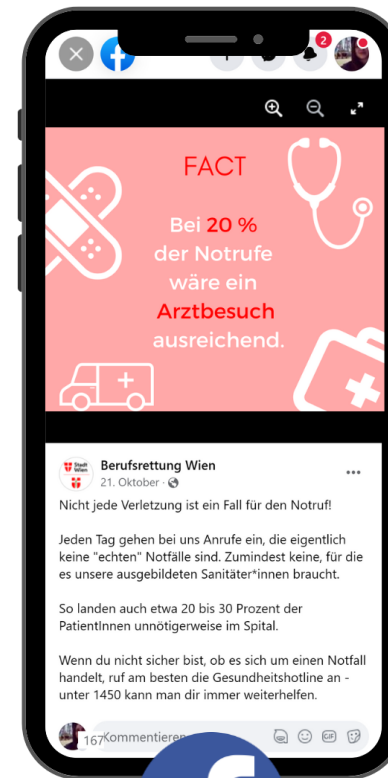 2
FACT
Bei 20 %
der Notrufe
wäre ein
Arztbesuch
ausreichend.
Stadt
Wien
Berufsrettung Wien
21. Oktober ·
Nicht jede Verletzung ist ein Fall für den Notruf!
Jeden Tag gehen bei uns Anrufe ein, die eigentlich
keine "echten" Notfälle sind. Zumindest keine, für die
es unsere ausgebildeten Sanitäter*innen braucht.
So landen auch etwa 20 bis 30 Prozent der
PatientInnen unnötigerweise im Spital.
Wenn du nicht sicher bist, ob es sich um einen Notfall
handelt, ruf am besten die Gesundheitshotline an -
unter 1450 kann man dir immer weiterhelfen.
167 Kommentieren
GIF